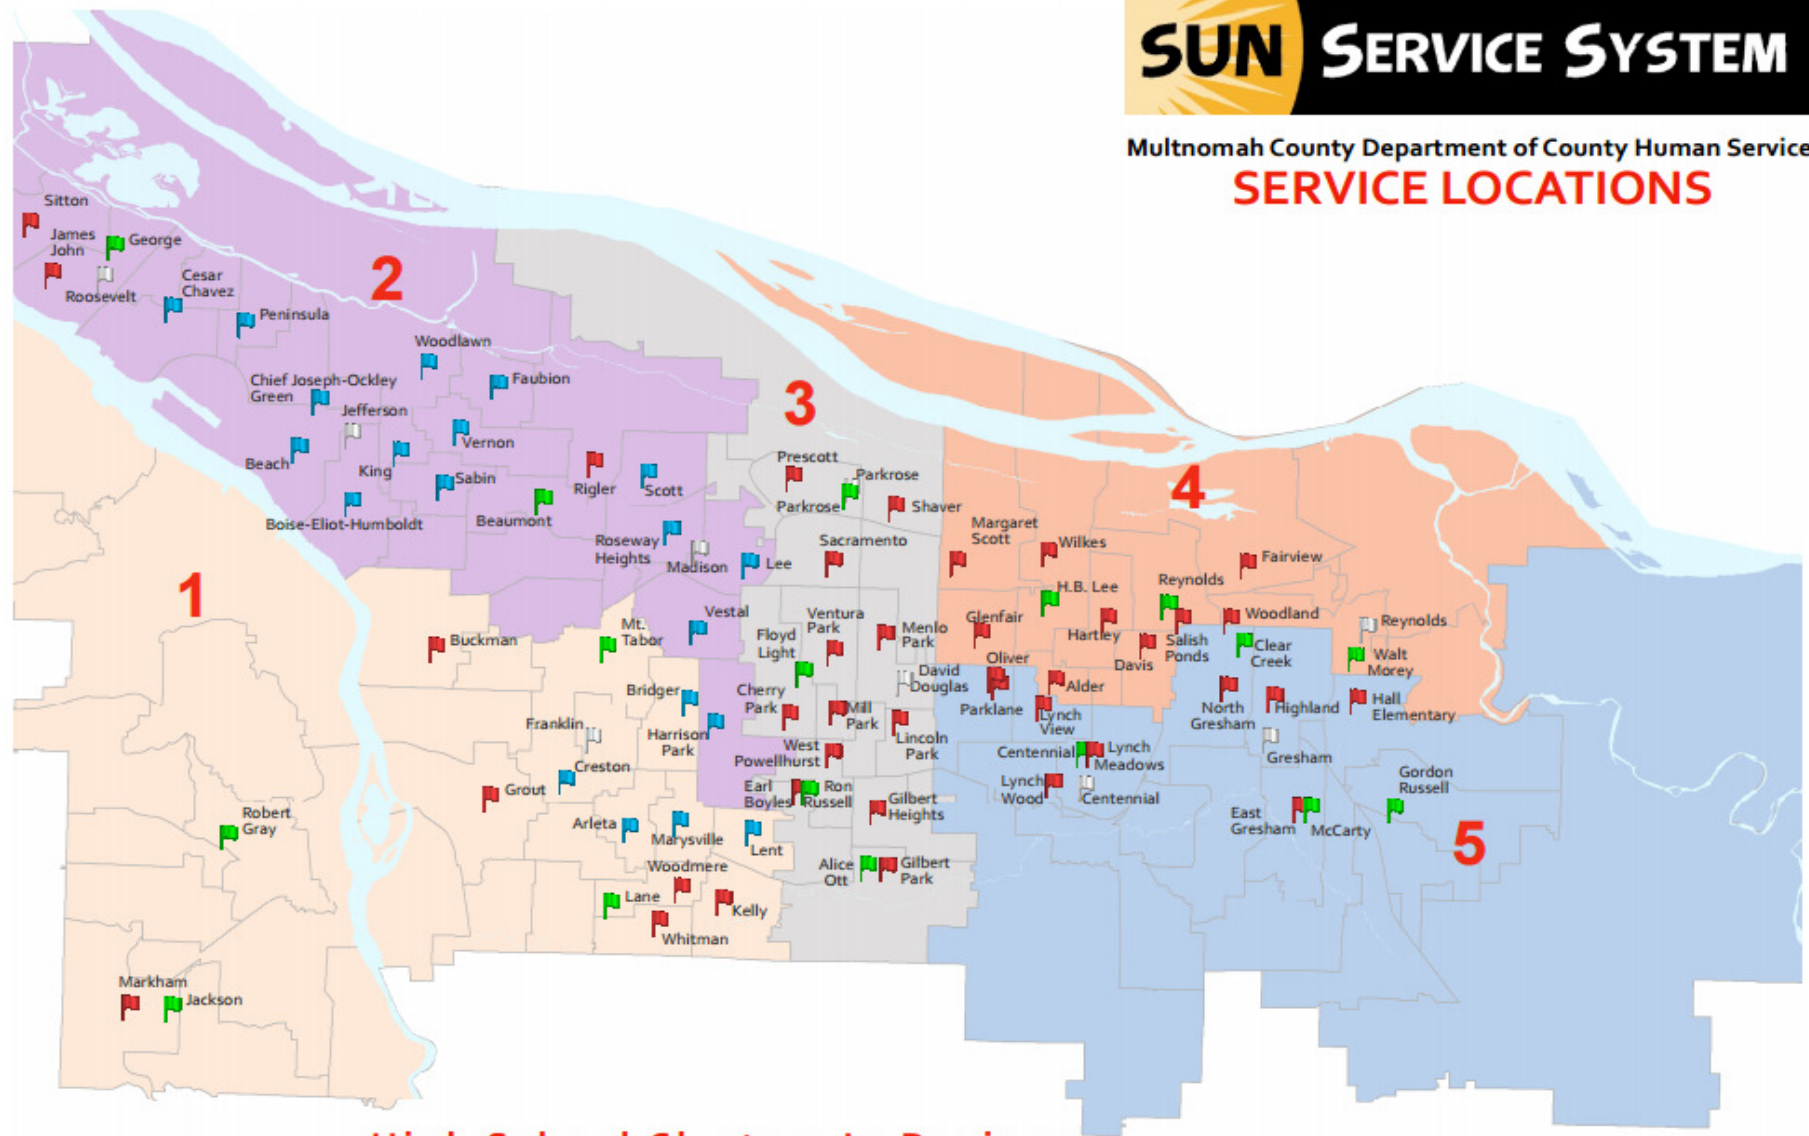 SUN SERVICE SYSTEM
Multnomah County Department of County Human Service
SERVICE LOCATIONS
Sitton
James
John
George
Roosevelt
Cesar
Chavez
2
Peninsula
Woodlawn
Chief Joseph-Ockley
Green
Faubion
Jefferson
Vernon
Beach
King
Sabin
Rigler
Scott
Boise-Eliot-Humboldt
Beaumont
Roseway
Heights
Madison
Lee
Vestal
3
Prescott
Parkrose
Parkrose
Shaver
Sacramento
Ventura
Park
Menlo
Park
Floyd
Light
David
Douglas
Cherry
Park
Mill
Park
Lincoln
Park
West
Powellhurst
Earl
Boyles
Ron
Russell
Gilbert
Heights
Alice
Ott
Gilbert
Park
4
Margaret
Scott
Wilkes
Fairview
H.B. Lee
Reynolds
Glenfair
Hartley
Woodland
Reynolds
Salish
Ponds
Davis
Clear
Creek
Walt
Morey
Oliver
Alder
Parklane
Lynch
View
North
Gresham
Highland
Hall
Elementary
Centennial
Lynch
Meadows
Gresham
Lynch
Wood
Centennial
Gordon
Russell
East
Gresham
McCarty
5
1
Buckman
Mt.
Tabor
Bridger
Franklin
Harrison
Park
Creston
Grout
Arleta
Marysville
Lent
Robert
Gray
Woodmere
Lane
Kelly
Whitman
Markham
Jackson